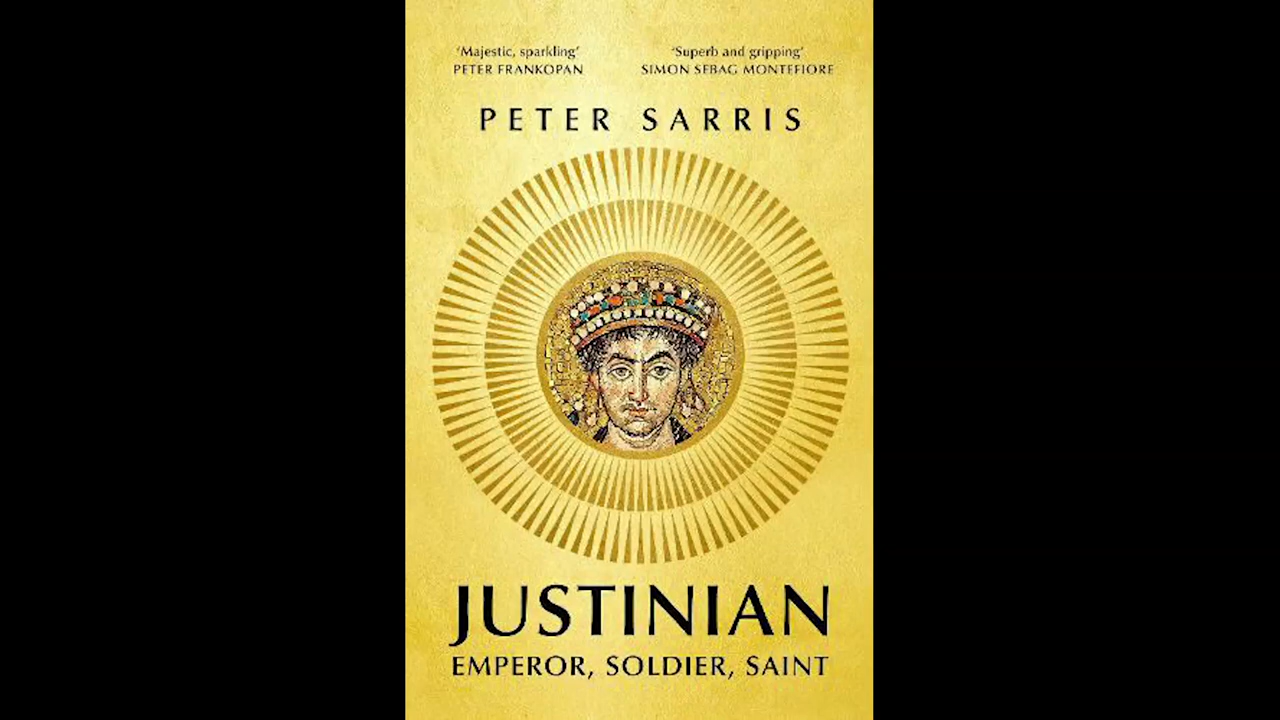 ‘Majestic, sparkling’
PETER FRANKOPAN
‘Superb and gripping’
SIMON SEBAG MONTEFIORE
PETER SARRIS
JUSTINIAN
EMPEROR, SOLDIER, SAINT